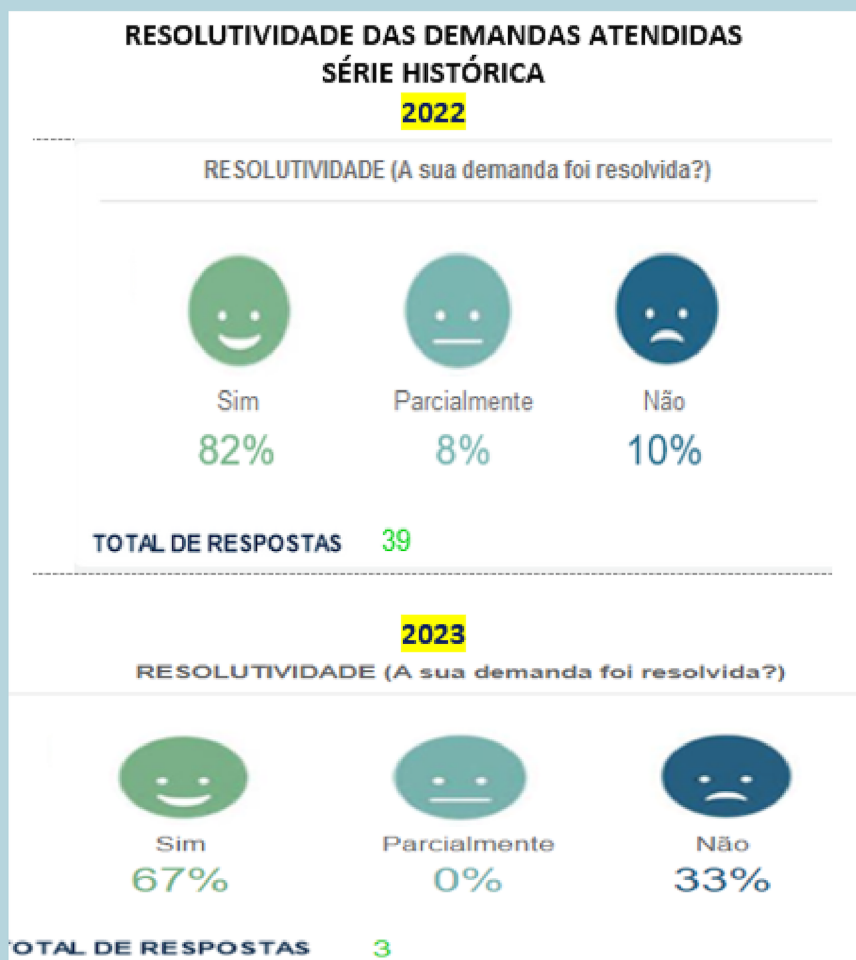 RESOLUTIVIDADE DAS DEMANDAS ATENDIDAS
SÉRIE HISTÓRICA
2022
RESOLUTIVIDADE (A sua demanda foi resolvida?)
Sim Parcialmente Não
82% 8% 10%
TOTAL DE RESPOSTAS 39
2023
RESOLUTIVIDADE (A sua demanda foi resolvida?)
Sim Parcialmente Não
67% 0% 33%
OTAL DE RESPOSTAS 3